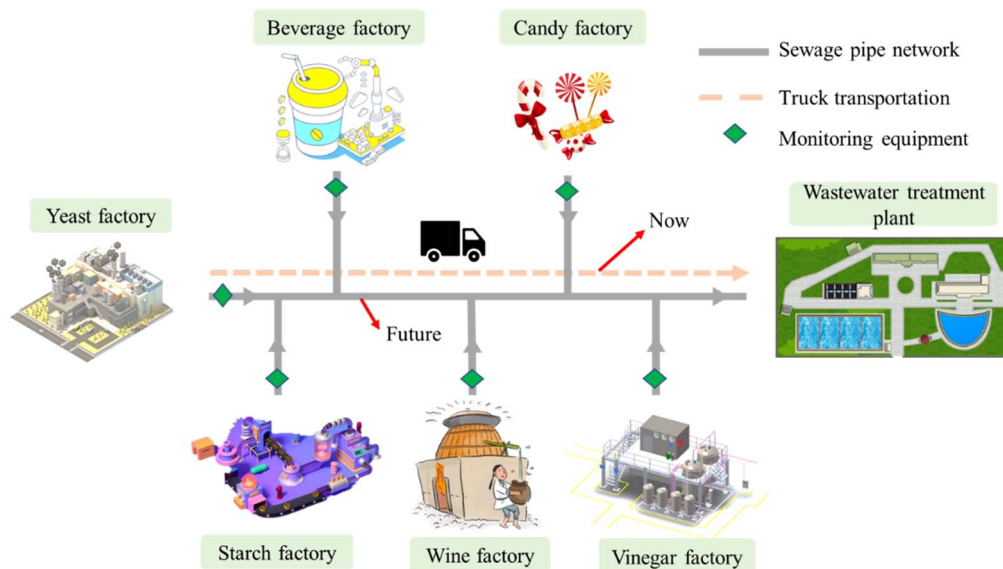 Beverage factory
Candy factory
Sewage pipe network
Truck transportation
Monitoring equipment
Yeast factory
Wastewater treatment
plant
Now
Future
Starch factory
Wine factory
Vinegar factory